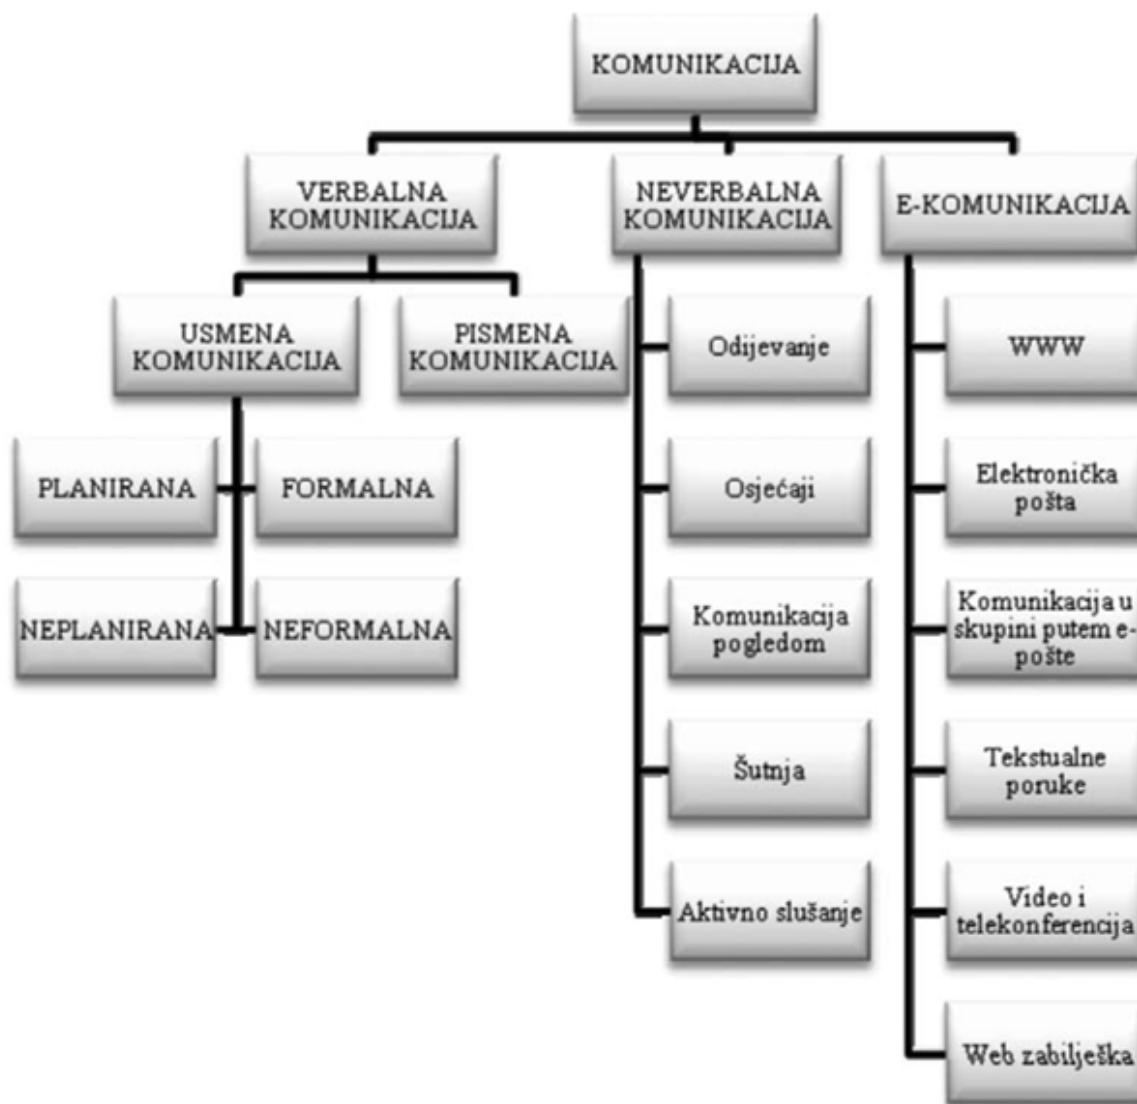 KOMUNIKACIJA
VERBALNA
KOMUNIKACIJA
NEVERBALNA
KOMUNIKACIJA
E-KOMUNIKACIJA
USMENA
KOMUNIKACIJA
PISMENA
KOMUNIKACIJA
PLANIRANA
FORMALNA
NEPLANIRANA
NEFORMALNA
Odijevanje
Osjećaji
Komunikacija
pogledom
Šutnja
Aktivno slušanje
WWW
Elektronička
pošta
Komunikacija u
skupini putem e-
pošte
Tekstualne
poruke
Video i
telekonferencija
Web zabilješka